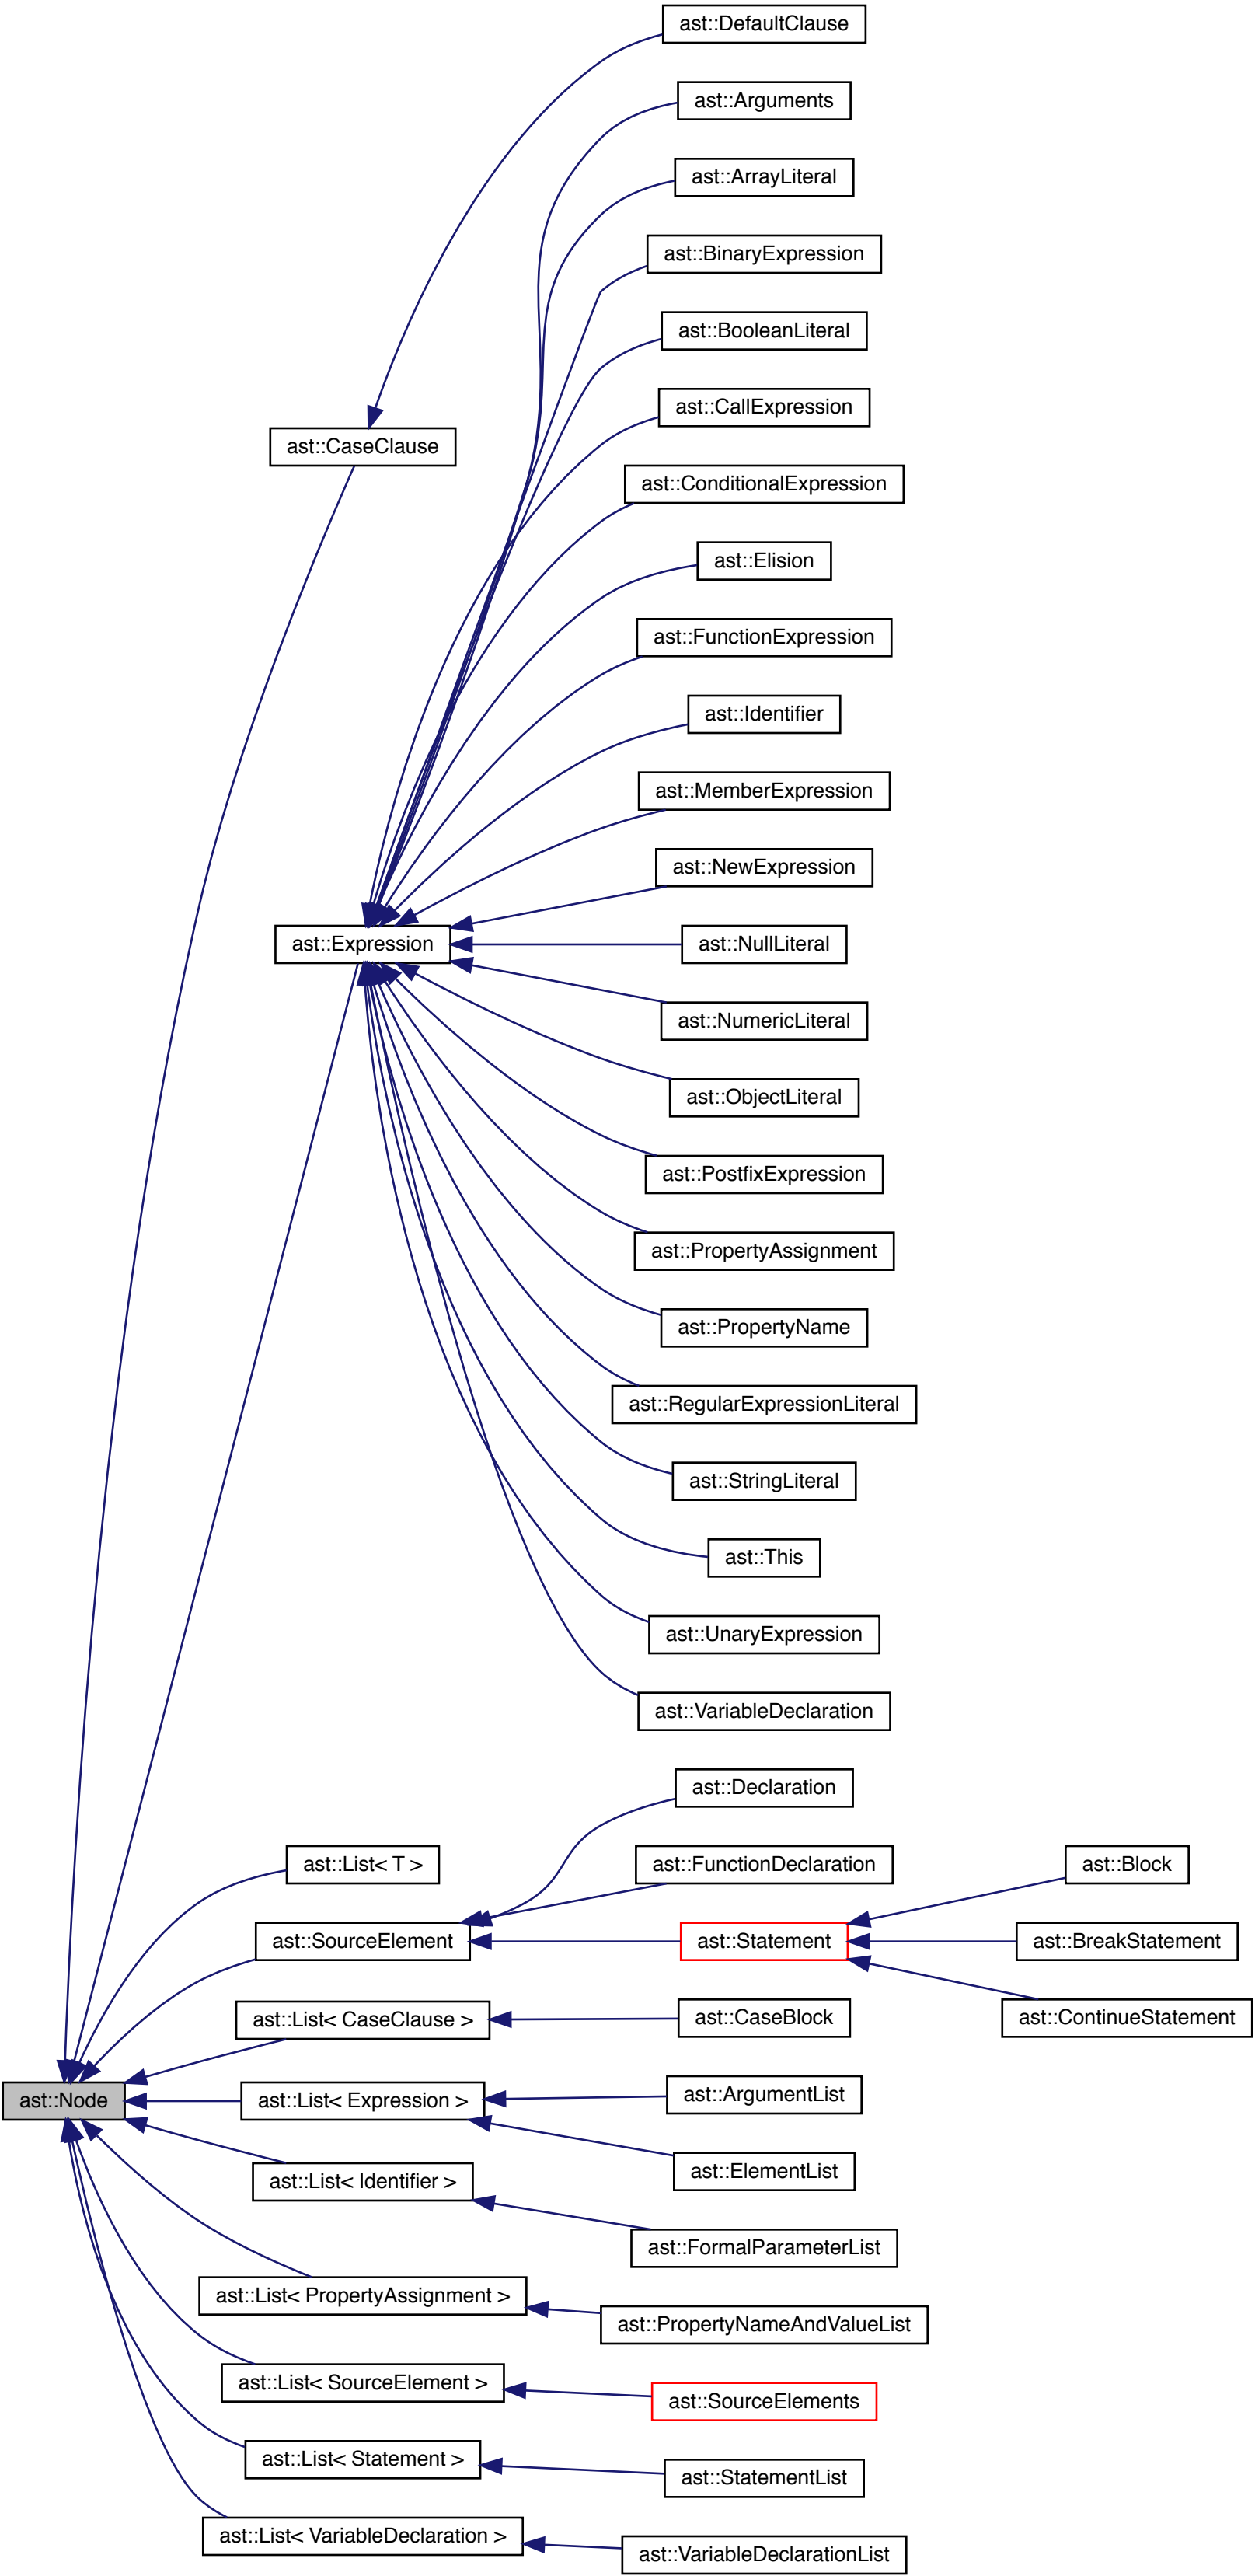 ast::DefaultClause
ast::Arguments
ast::ArrayLiteral
ast::BinaryExpression
ast::BooleanLiteral
ast::CallExpression
ast::CaseClause
ast::ConditionalExpression
ast::Elision
ast::FunctionExpression
ast::Identifier
ast::MemberExpression
ast::NewExpression
ast::Expression
ast::NullLiteral
ast::NumericLiteral
ast::ObjectLiteral
ast::PostfixExpression
ast::PropertyAssignment
ast::PropertyName
ast::RegularExpressionLiteral
ast::StringLiteral
ast::This
ast::UnaryExpression
ast::VariableDeclaration
ast::Declaration
ast::List< T >
ast::FunctionDeclaration
ast::Block
ast::SourceElement
ast::Statement
ast::BreakStatement
ast::List< CaseClause >
ast::CaseBlock
ast::ContinueStatement
ast::Node
ast::List< Expression >
ast::ArgumentList
ast::ElementList
ast::List< Identifier >
ast::FormalParameterList
ast::List< PropertyAssignment >
ast::PropertyNameAndValueList
ast::List< SourceElement >
ast::SourceElements
ast::List< Statement >
ast::StatementList
ast::List< VariableDeclaration >
ast::VariableDeclarationList